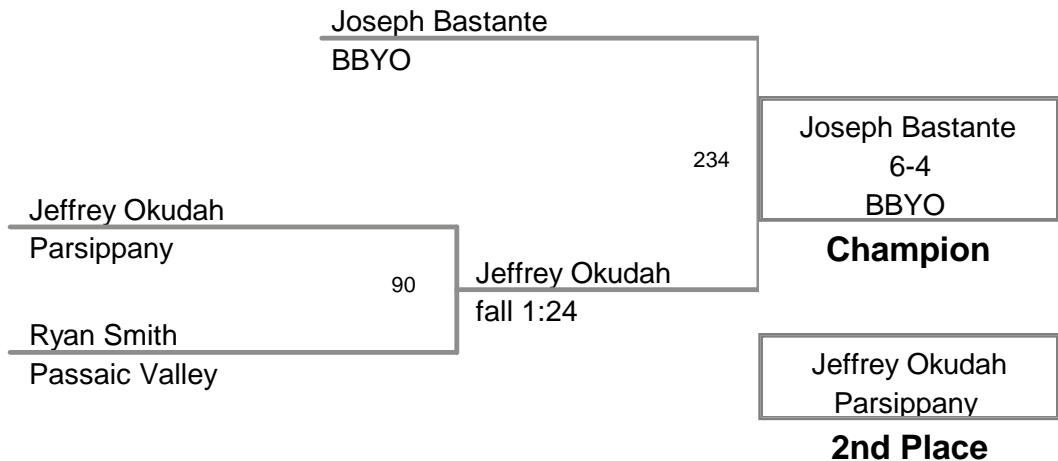 Joseph Bastante
BBYO
Joseph Bastante
6-4
BBYO
Champion
234
Jeffrey Okudah
Parsippany
90
Jeffrey Okudah
fall 1:24
Ryan Smith
Passaic Valley
Jeffrey Okudah
Parsippany
2nd Place